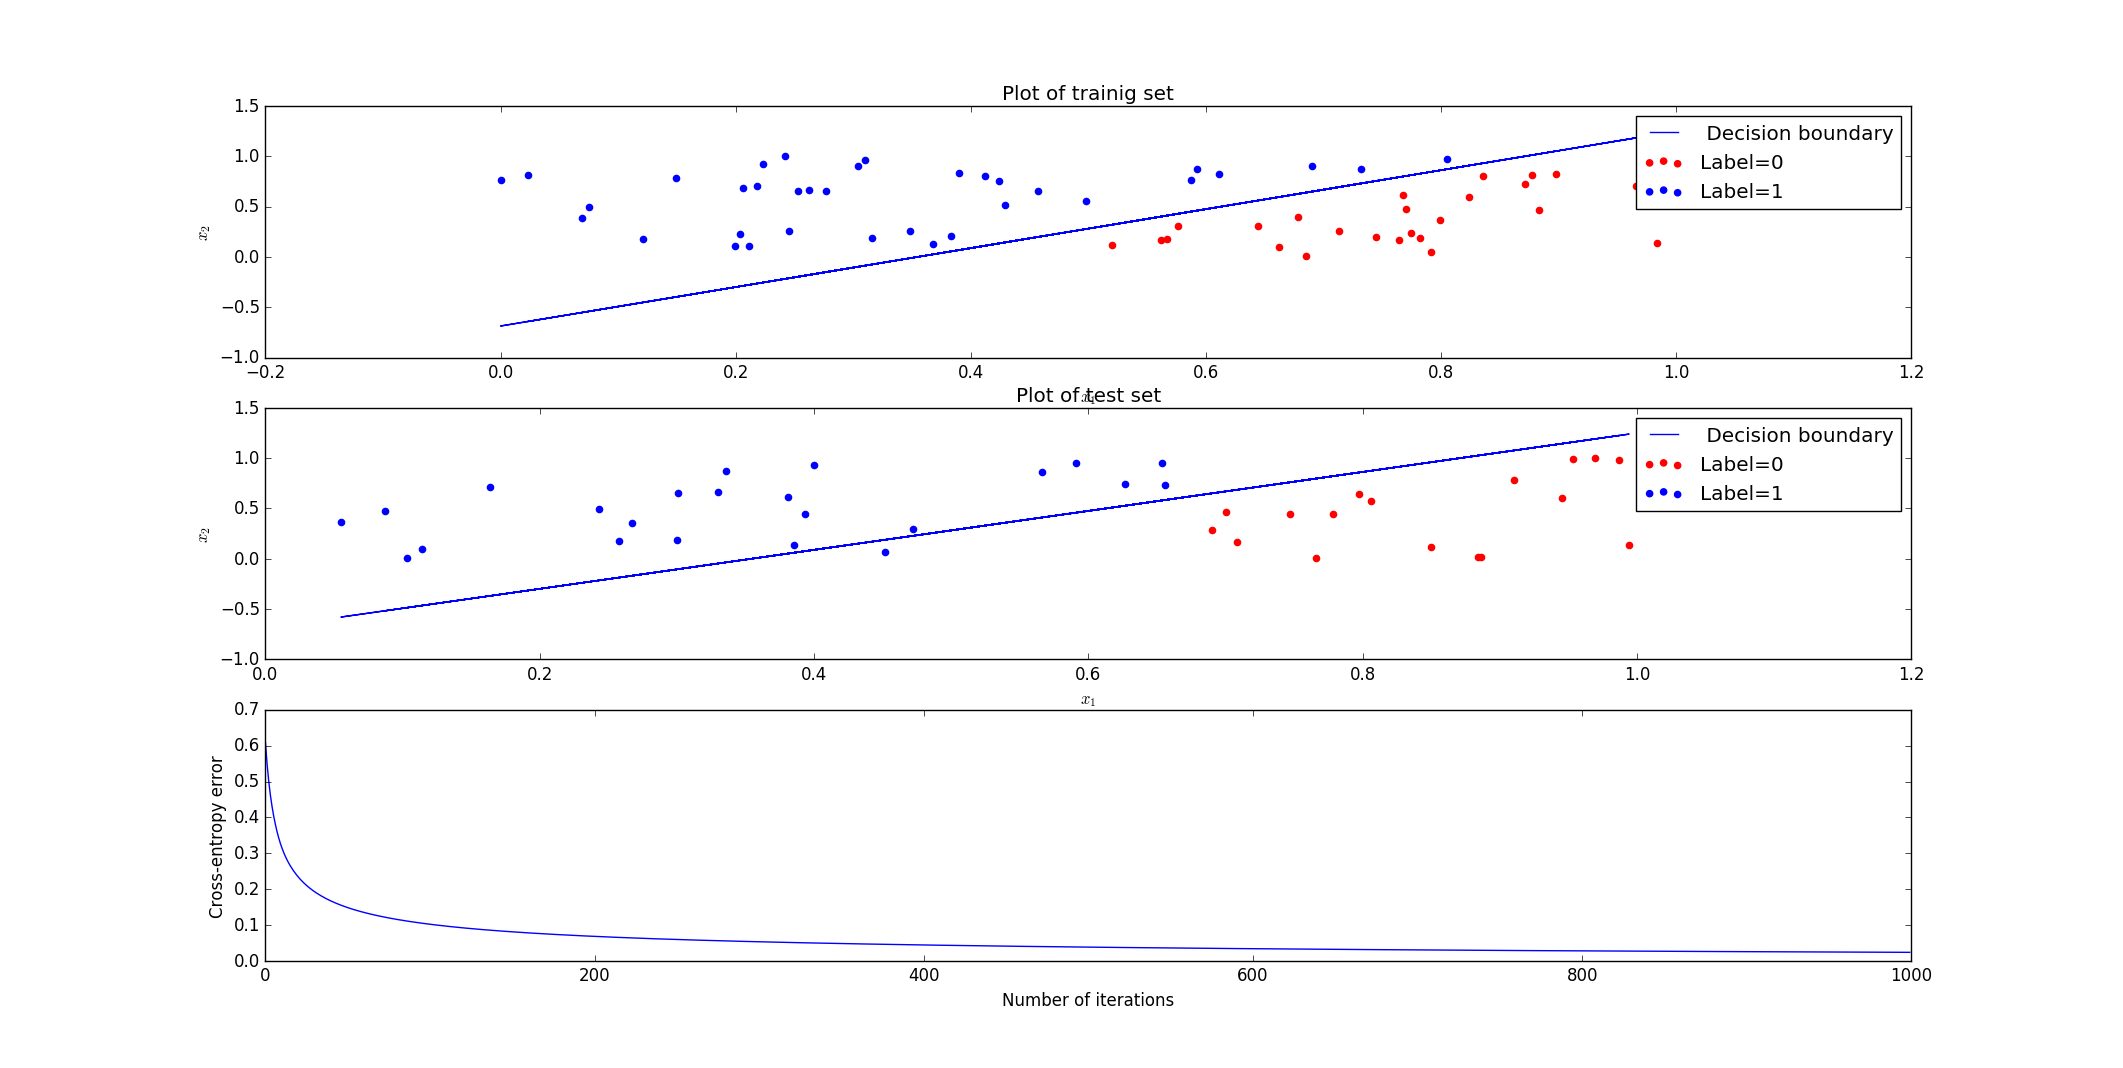 Plot of trainig set
1.5
1.0
0.5
0.0
−0.5
−1.0
x2
Decision boundary
Label=0
Label=1
−0.2 0.0 0.2 0.4 0.6 0.8 1.0 1.2
x1
Plot of test set
1.5
1.0
0.5
0.0
−0.5
−1.0
x2
Decision boundary
Label=0
Label=1
0.0 0.2 0.4 0.6 0.8 1.0 1.2
x1
0.7
0.6
0.5
0.4
0.3
0.2
0.1
0.0
Cross-entropy error
0 200 400 600 800 1000
Number of iterations